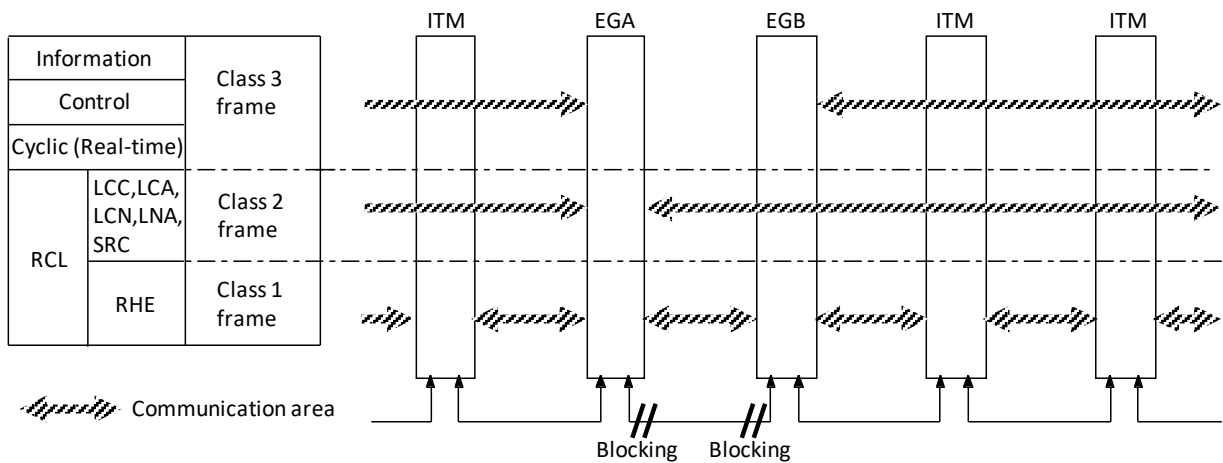 ITM EGA EGB ITM ITM
Information
Class 3
frame
Control
Cyclic (Real-time)
RCL
LCC,LCA,
LCN,LNA,
SRC
Class 2
frame
RHE
Class 1
frame
Communication area
Blocking Blocking